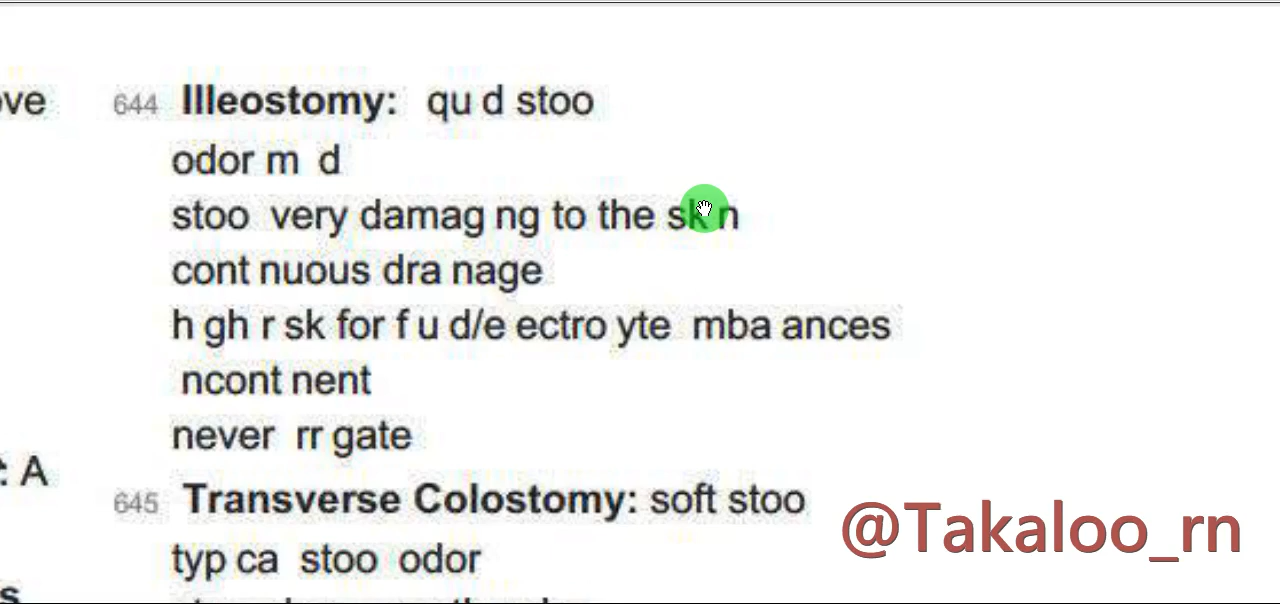 ove
644 Illeostomy: qu d stoo
odor m d
stoo very damag ng to the sk n
cont nuous dra nage
h gh r sk for f u d/e ectro yte mba ances
ncont nent
never rr gate
: A
645 Transverse Colostomy: soft stoo
@Takaloo_rn
typ ca stoo odor
s